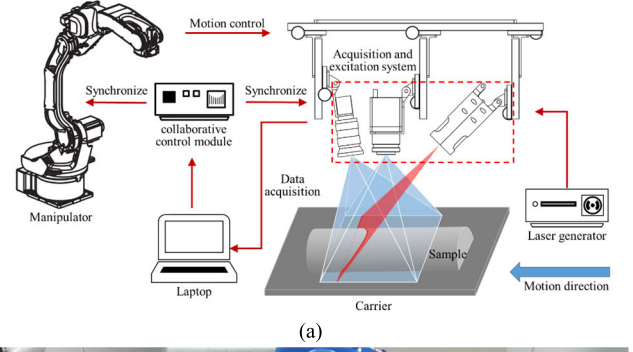 Motion control
Acquisition and
excitation system
Synchronize
Synchronize
collaborative
control module
Data
acquisition
Manipulator
Laser generator
Sample
Laptop
Motion direction
Carrier
(a)